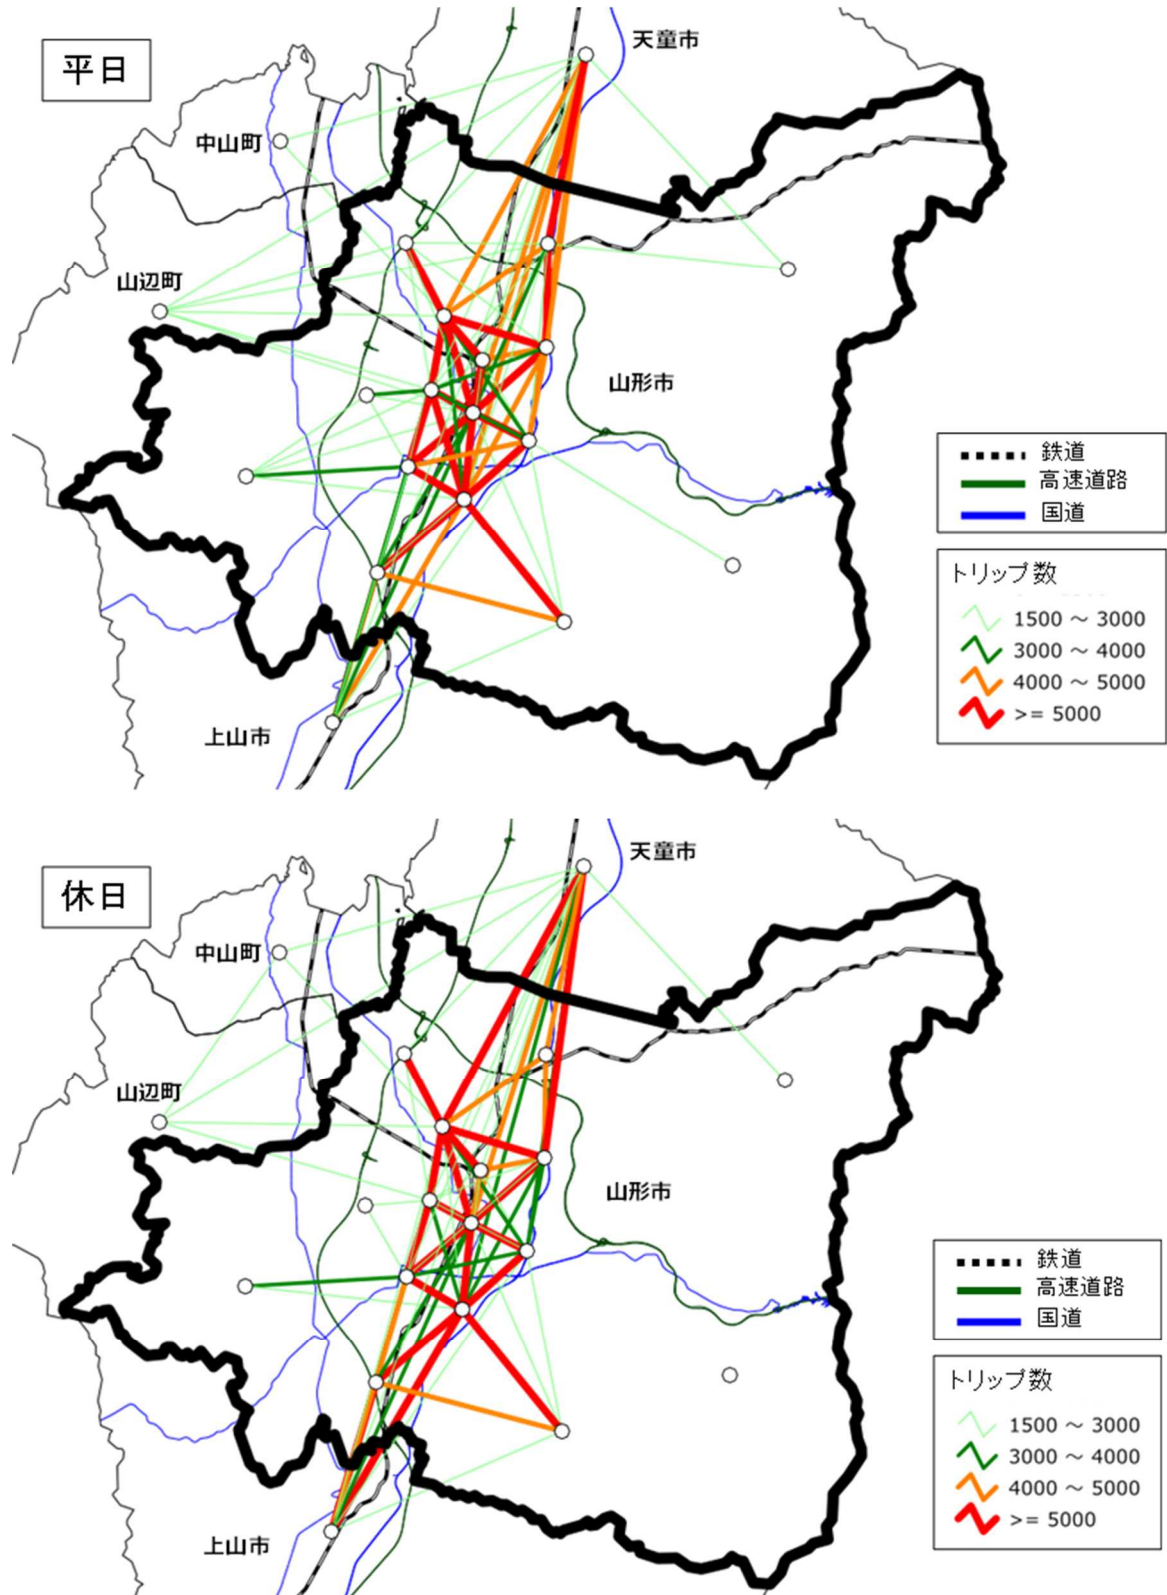 平日
天童市
中山町
山辺町
山形市
上山市
鉄道
高速道路
国道
トリップ数
1500 ～ 3000
3000 ～ 4000
4000 ～ 5000
>= 5000
休日
天童市
中山町
山辺町
山形市
上山市
鉄道
高速道路
国道
トリップ数
1500 ～ 3000
3000 ～ 4000
4000 ～ 5000
>= 5000